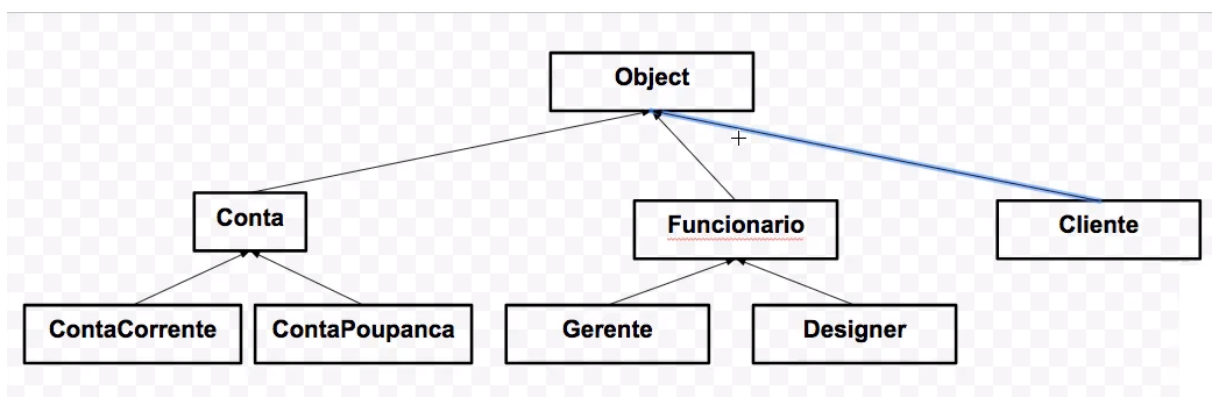 Object
Conta
Funcionario
Cliente
ContaCorrente
ContaPoupanca
Gerente
Designer